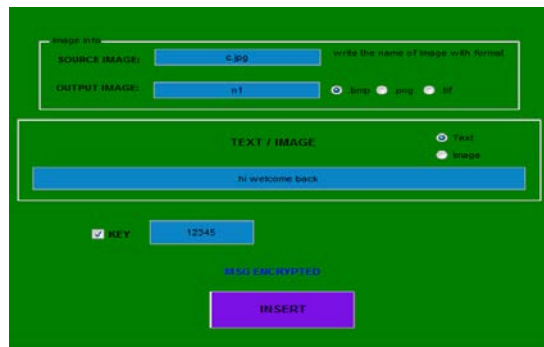 image info
SOURCE IMAGE: c.jpg write the name of image with format
OUTPUT IMAGE: n1 .bmp .png .tif
TEXT / IMAGE Text
Image
hi welcome back
KEY 12345
MSG ENCRYPTED
INSERT